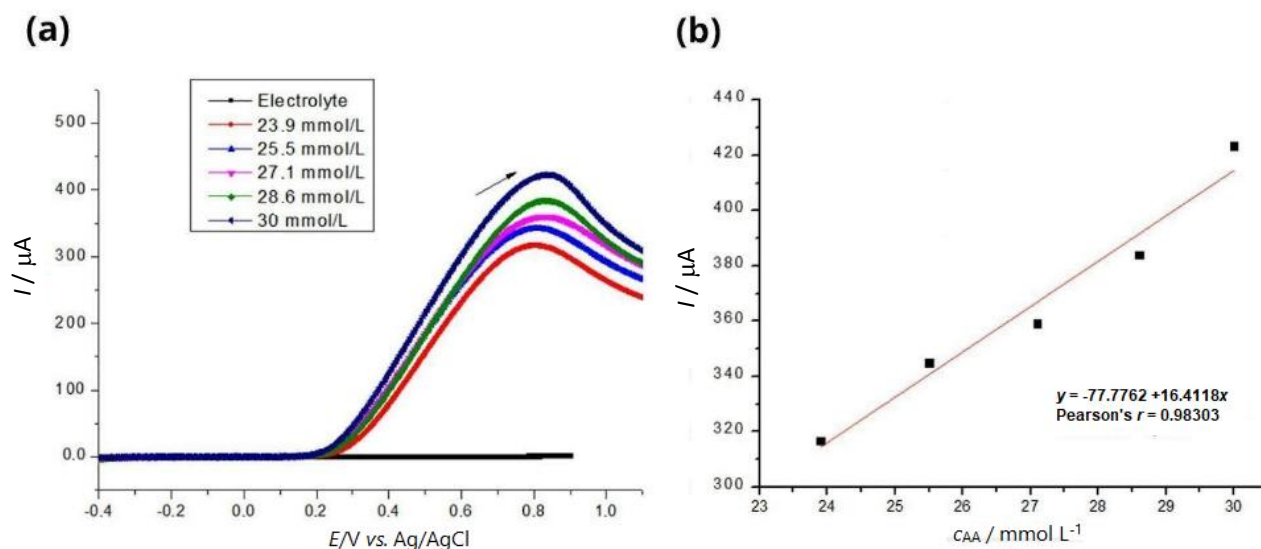 (a)
Electrolyte
23.9 mmol/L
25.5 mmol/L
27.1 mmol/L
28.6 mmol/L
30 mmol/L
I / μA
500
400
300
200
100
0.0
-0.4
-0.2
0.0
0.2
0.4
0.6
0.8
1.0
E/V vs. Ag/AgCl
(b)
I / μA
440
420
400
380
360
340
320
300
y = -77.7762 +16.4118x
Pearson's r = 0.98303
23
24
25
26
27
28
29
30
cAA / mmol L-1